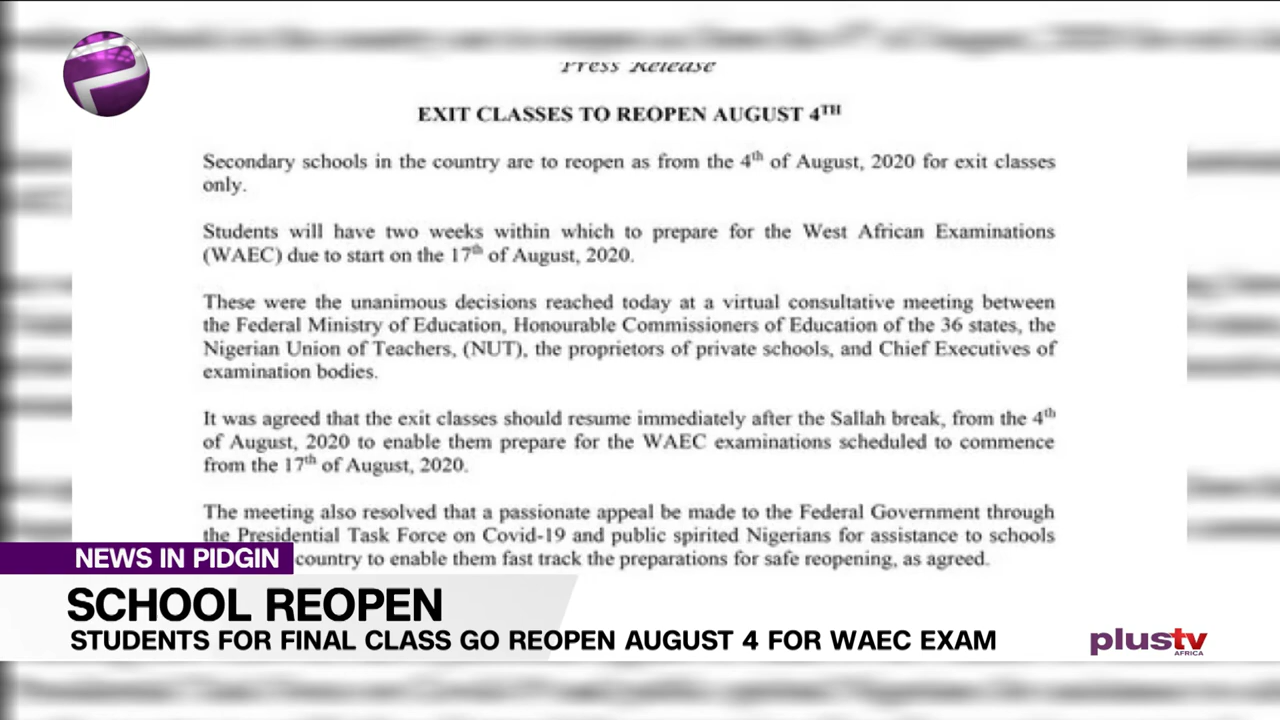 Press Release
EXIT CLASSES TO REOPEN AUGUST 4TH
Secondary schools in the country are to reopen as from the 4th of August, 2020 for exit classes
only.
Students will have two weeks within which to prepare for the West African Examinations
(WAEC) due to start on the 17th of August, 2020.
These were the unanimous decisions reached today at a virtual consultative meeting between
the Federal Ministry of Education, Honourable Commissioners of Education of the 36 states, the
Nigerian Union of Teachers, (NUT), the proprietors of private schools, and Chief Executives of
examination bodies.
It was agreed that the exit classes should resume immediately after the Sallah break, from the 4th
of August, 2020 to enable them prepare for the WAEC examinations scheduled to commence
from the 17th of August, 2020.
The meeting also resolved that a passionate appeal be made to the Federal Government through
the Presidential Task Force on Covid-19 and public spirited Nigerians for assistance to schools
country to enable them fast track the preparations for safe reopening, as agreed.
NEWS IN PIDGIN
SCHOOL REOPEN
STUDENTS FOR FINAL CLASS GO REOPEN AUGUST 4 FOR WAEC EXAM
plustv
AFRICA